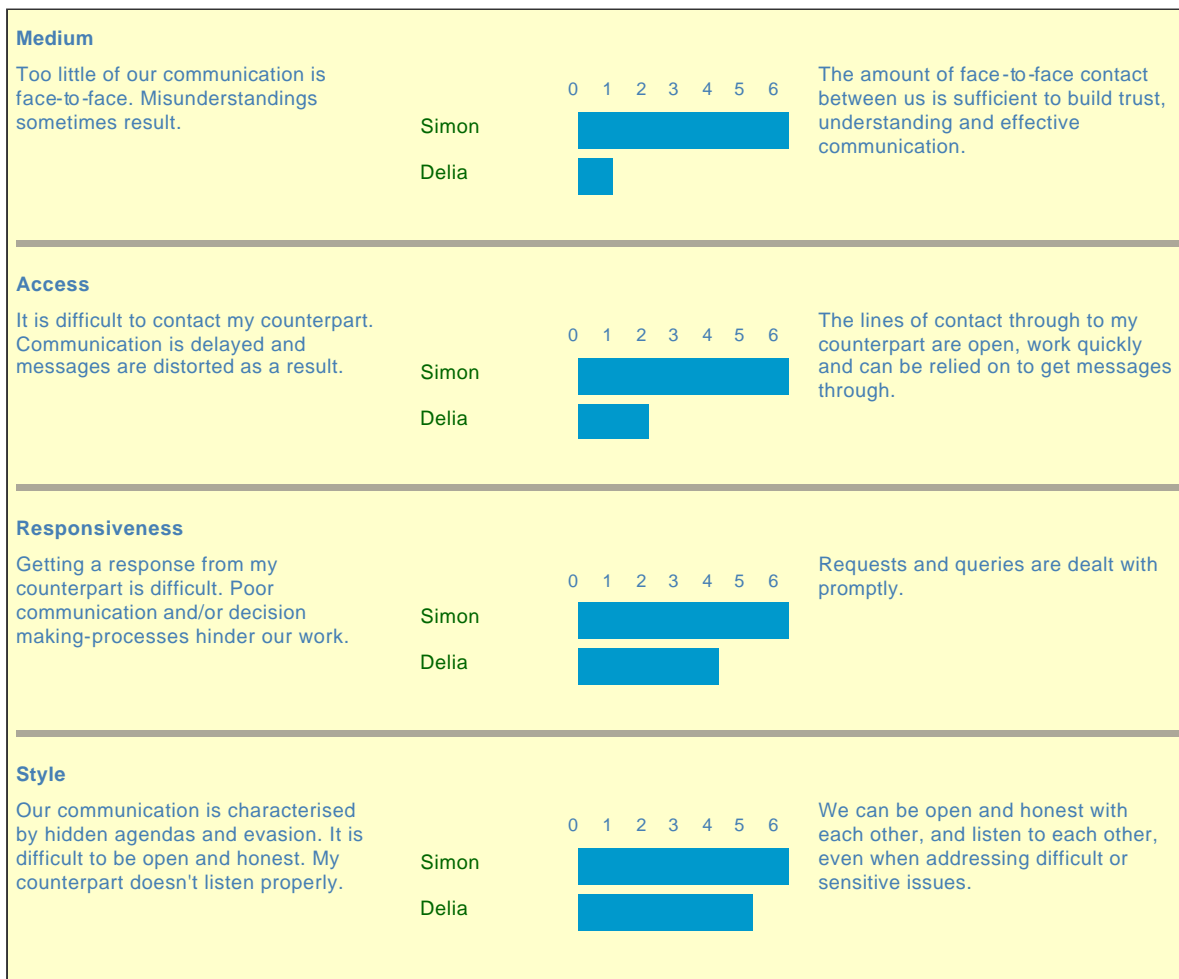 Medium
Too little of our communication is
face-to-face. Misunderstandings
sometimes result.
0 1 2 3 4 5 6
Simon
Delia
The amount of face-to-face contact
between us is sufficient to build trust,
understanding and effective
communication.
Access
It is difficult to contact my counterpart.
Communication is delayed and
messages are distorted as a result.
0 1 2 3 4 5 6
Simon
Delia
The lines of contact through to my
counterpart are open, work quickly
and can be relied on to get messages
through.
Responsiveness
Getting a response from my
counterpart is difficult. Poor
communication and/or decision
making-processes hinder our work.
0 1 2 3 4 5 6
Simon
Delia
Requests and queries are dealt with
promptly.
Style
Our communication is characterised
by hidden agendas and evasion. It is
difficult to be open and honest. My
counterpart doesn't listen properly.
0 1 2 3 4 5 6
Simon
Delia
We can be open and honest with
each other, and listen to each other,
even when addressing difficult or
sensitive issues.